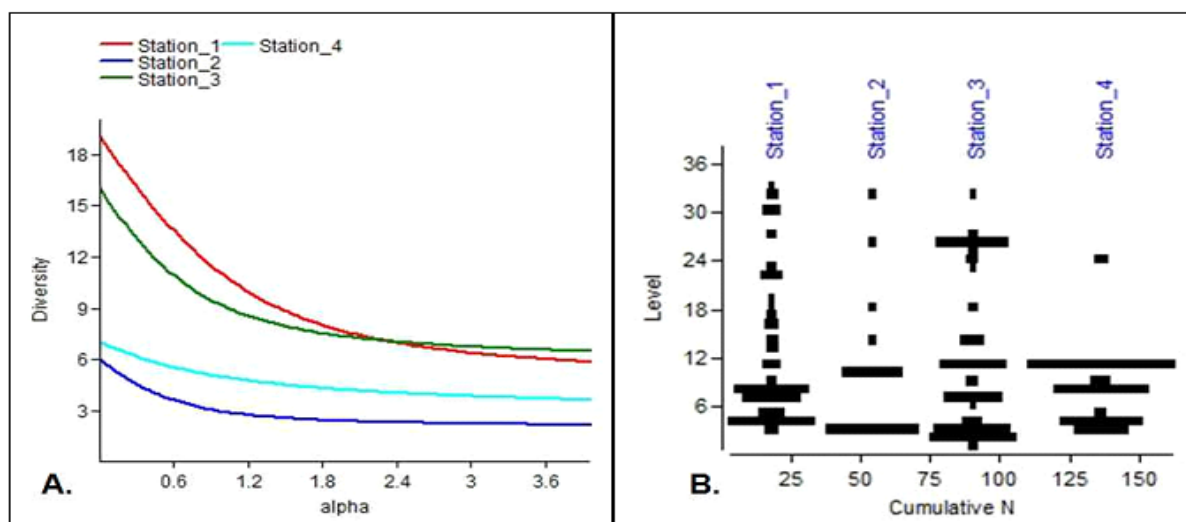 Station_1 Station_4
Station_2
Station_3
18
15
12
9
6
3
Diversity
0.6 1.2 1.8 2.4 3 3.6
alpha
A.
Station_1 Station_2 Station_3 Station_4
36
30
24
18
12
6
Level
25 50 75 100 125 150
Cumulative N
B.